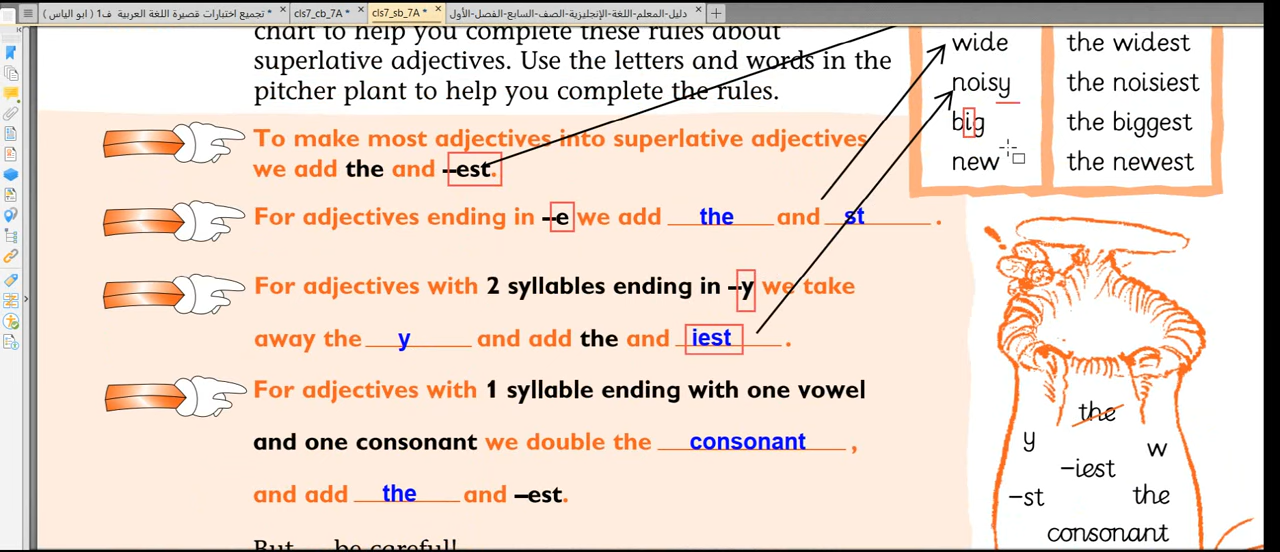 تجميع اختبارات قصيرة اللغة العربية ف1 ( ابو الياس ) *
cls7_cb_7A *
cls7_sb_7A *
دليل-المعلم-اللغة-الإنجليزية-الصف-السابع-الفصل-الأول
chart to help you complete these rules about
superlative adjectives. Use the letters and words in the
pitcher plant to help you complete the rules.
wide the widest
noisy the noisiest
big the biggest
new the newest
To make most adjectives into superlative adjectives
we add the and –est.
For adjectives ending in –e we add the and st .
For adjectives with 2 syllables ending in –y we take
away the y and add the and iest .
For adjectives with 1 syllable ending with one vowel
and one consonant we double the consonant ,
and add the and –est.
But ... be careful!
the
y
w
–iest
–st
the
consonant